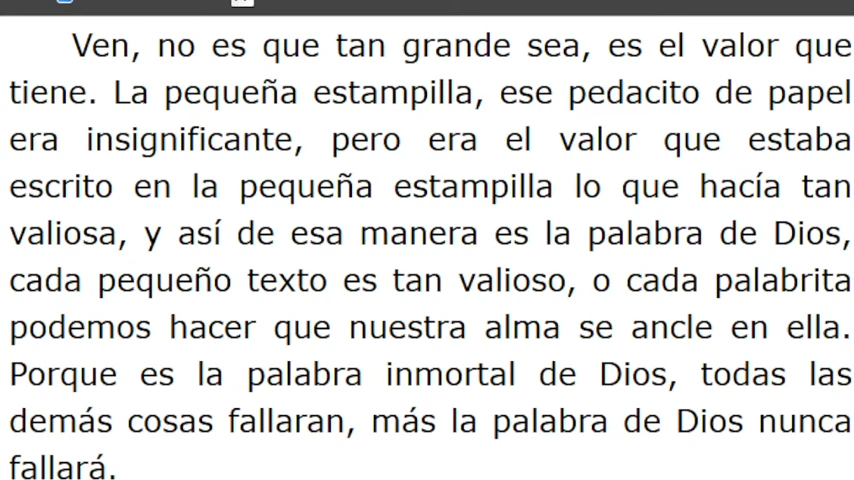 Ven, no es que tan grande sea, es el valor que
tiene. La pequeña estampilla, ese pedacito de papel
era insignificante, pero era el valor que estaba
escrito en la pequeña estampilla lo que hacía tan
valiosa, y así de esa manera es la palabra de Dios,
cada pequeño texto es tan valioso, o cada palabrita
podemos hacer que nuestra alma se ancle en ella.
Porque es la palabra inmortal de Dios, todas las
demás cosas fallaran, más la palabra de Dios nunca
fallará.